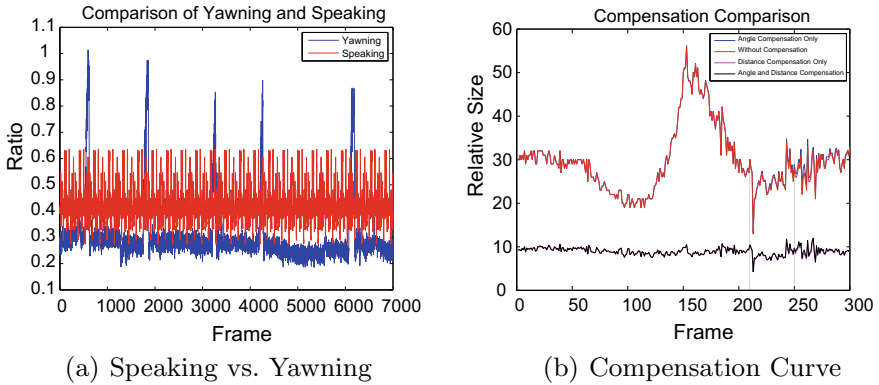 Comparison of Yawning and Speaking
Yawning
Speaking
Ratio
1.1
1
0.9
0.8
0.7
0.6
0.5
0.4
0.3
0.2
0.1
0 1000 2000 3000 4000 5000 6000 7000
Frame
(a) Speaking vs. Yawning
Compensation Comparison
Angle Compensation Only
Without Compensation
Distance Compensation Only
Angle and Distance Compensation
Relative Size
60
50
40
30
20
10
0
0 50 100 150 200 250 300
Frame
(b) Compensation Curve